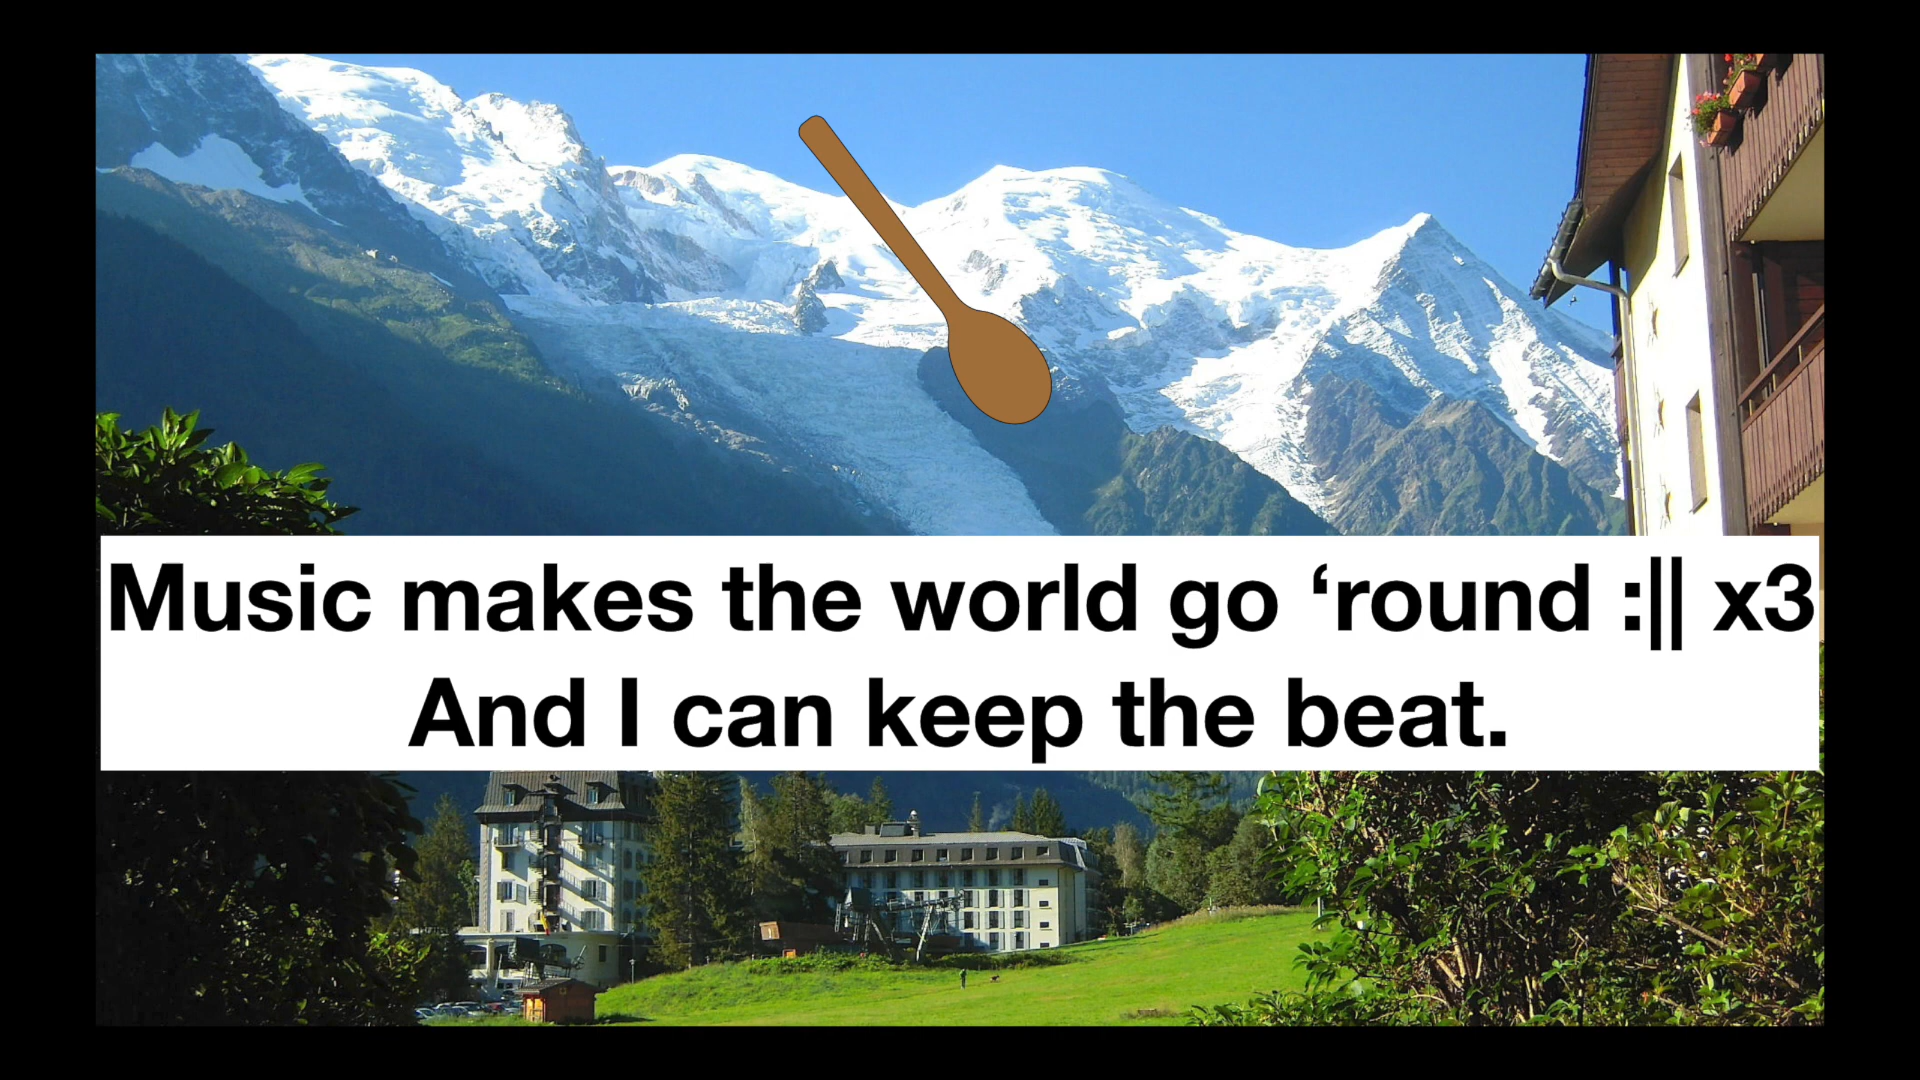 Music makes the world go ‘round :|| x3
And I can keep the beat.